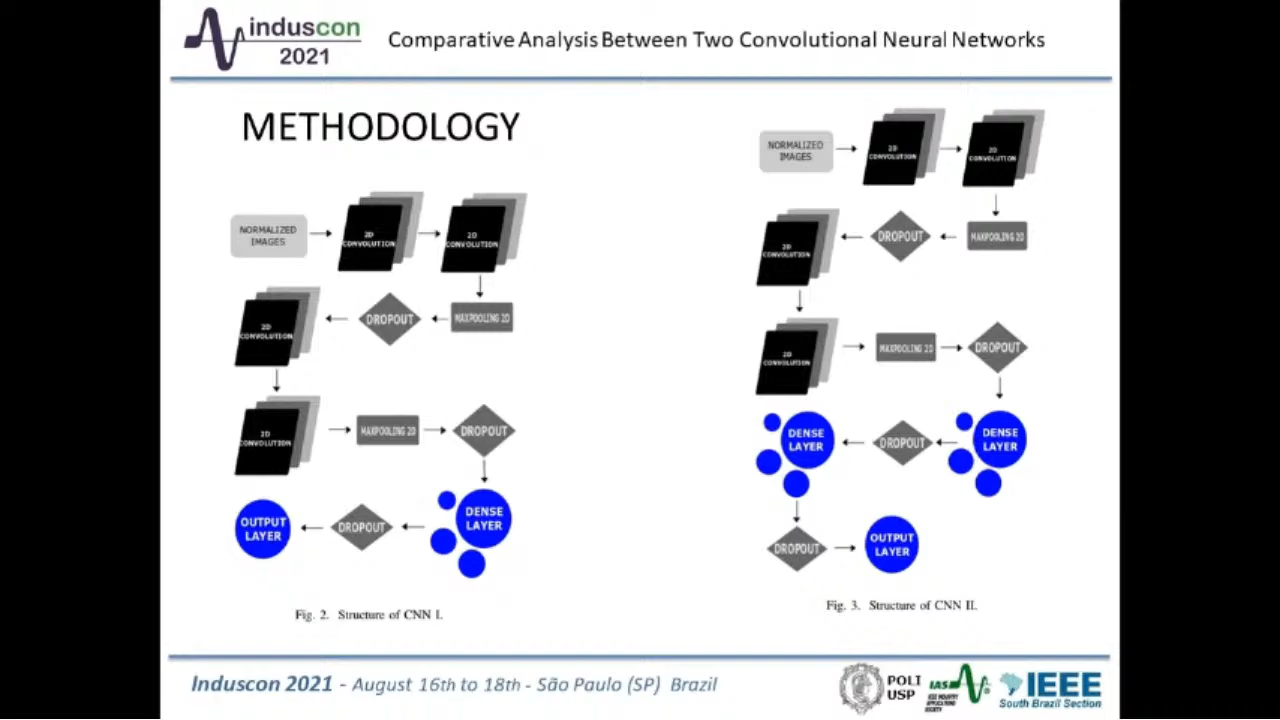 induscon
2021
Comparative Analysis Between Two Convolutional Neural Networks
METHODOLOGY
NORMALIZED
IMAGES
2D
CONVOLUTION
2D
CONVOLUTION
MAXPOOLING 2D
DROPOUT
2D
CONVOLUTION
2D
CONVOLUTION
MAXPOOLING 2D
DROPOUT
DENSE
LAYER
DROPOUT
OUTPUT
LAYER
Fig. 2. Structure of CNN I.
NORMALIZED
IMAGES
2D
CONVOLUTION
2D
CONVOLUTION
MAXPOOLING 2D
DROPOUT
2D
CONVOLUTION
2D
CONVOLUTION
MAXPOOLING 2D
DROPOUT
DENSE
LAYER
DROPOUT
DENSE
LAYER
DROPOUT
OUTPUT
LAYER
Fig. 3. Structure of CNN II.
Induscon 2021 - August 16th to 18th - São Paulo (SP) Brazil
POLI
USP
IAS
IEEE INDUSTRY
APPLICATIONS
SOCIETY
IEEE
South Brazil Section